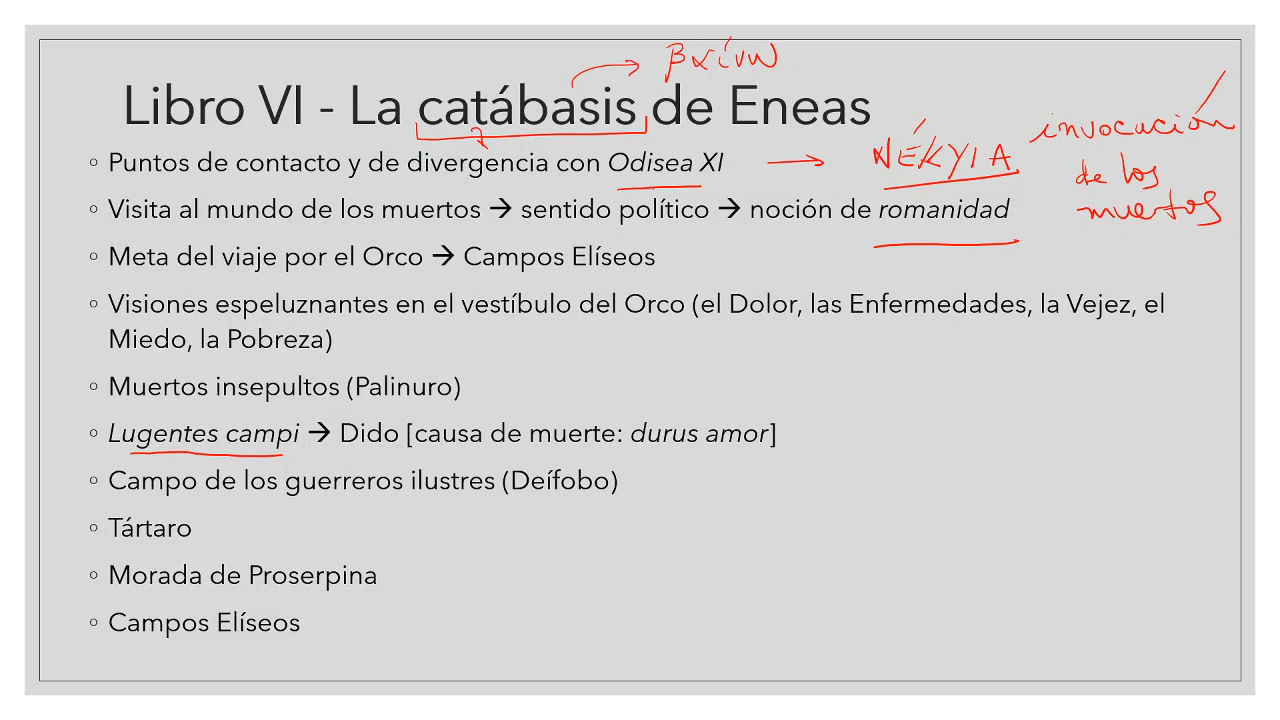 βαίνω
Libro VI - La catábasis de Eneas
invocación
de los
muertos
NÉKYIA
◦ Puntos de contacto y de divergencia con Odisea XI →
◦ Visita al mundo de los muertos → sentido político → noción de romanidad
◦ Meta del viaje por el Orco → Campos Elíseos
◦ Visiones espeluznantes en el vestíbulo del Orco (el Dolor, las Enfermedades, la Vejez, el
Miedo, la Pobreza)
◦ Muertos insepultos (Palinuro)
◦ Lugentes campi → Dido [causa de muerte: durus amor]
◦ Campo de los guerreros ilustres (Deífobo)
◦ Tártaro
◦ Morada de Proserpina
◦ Campos Elíseos